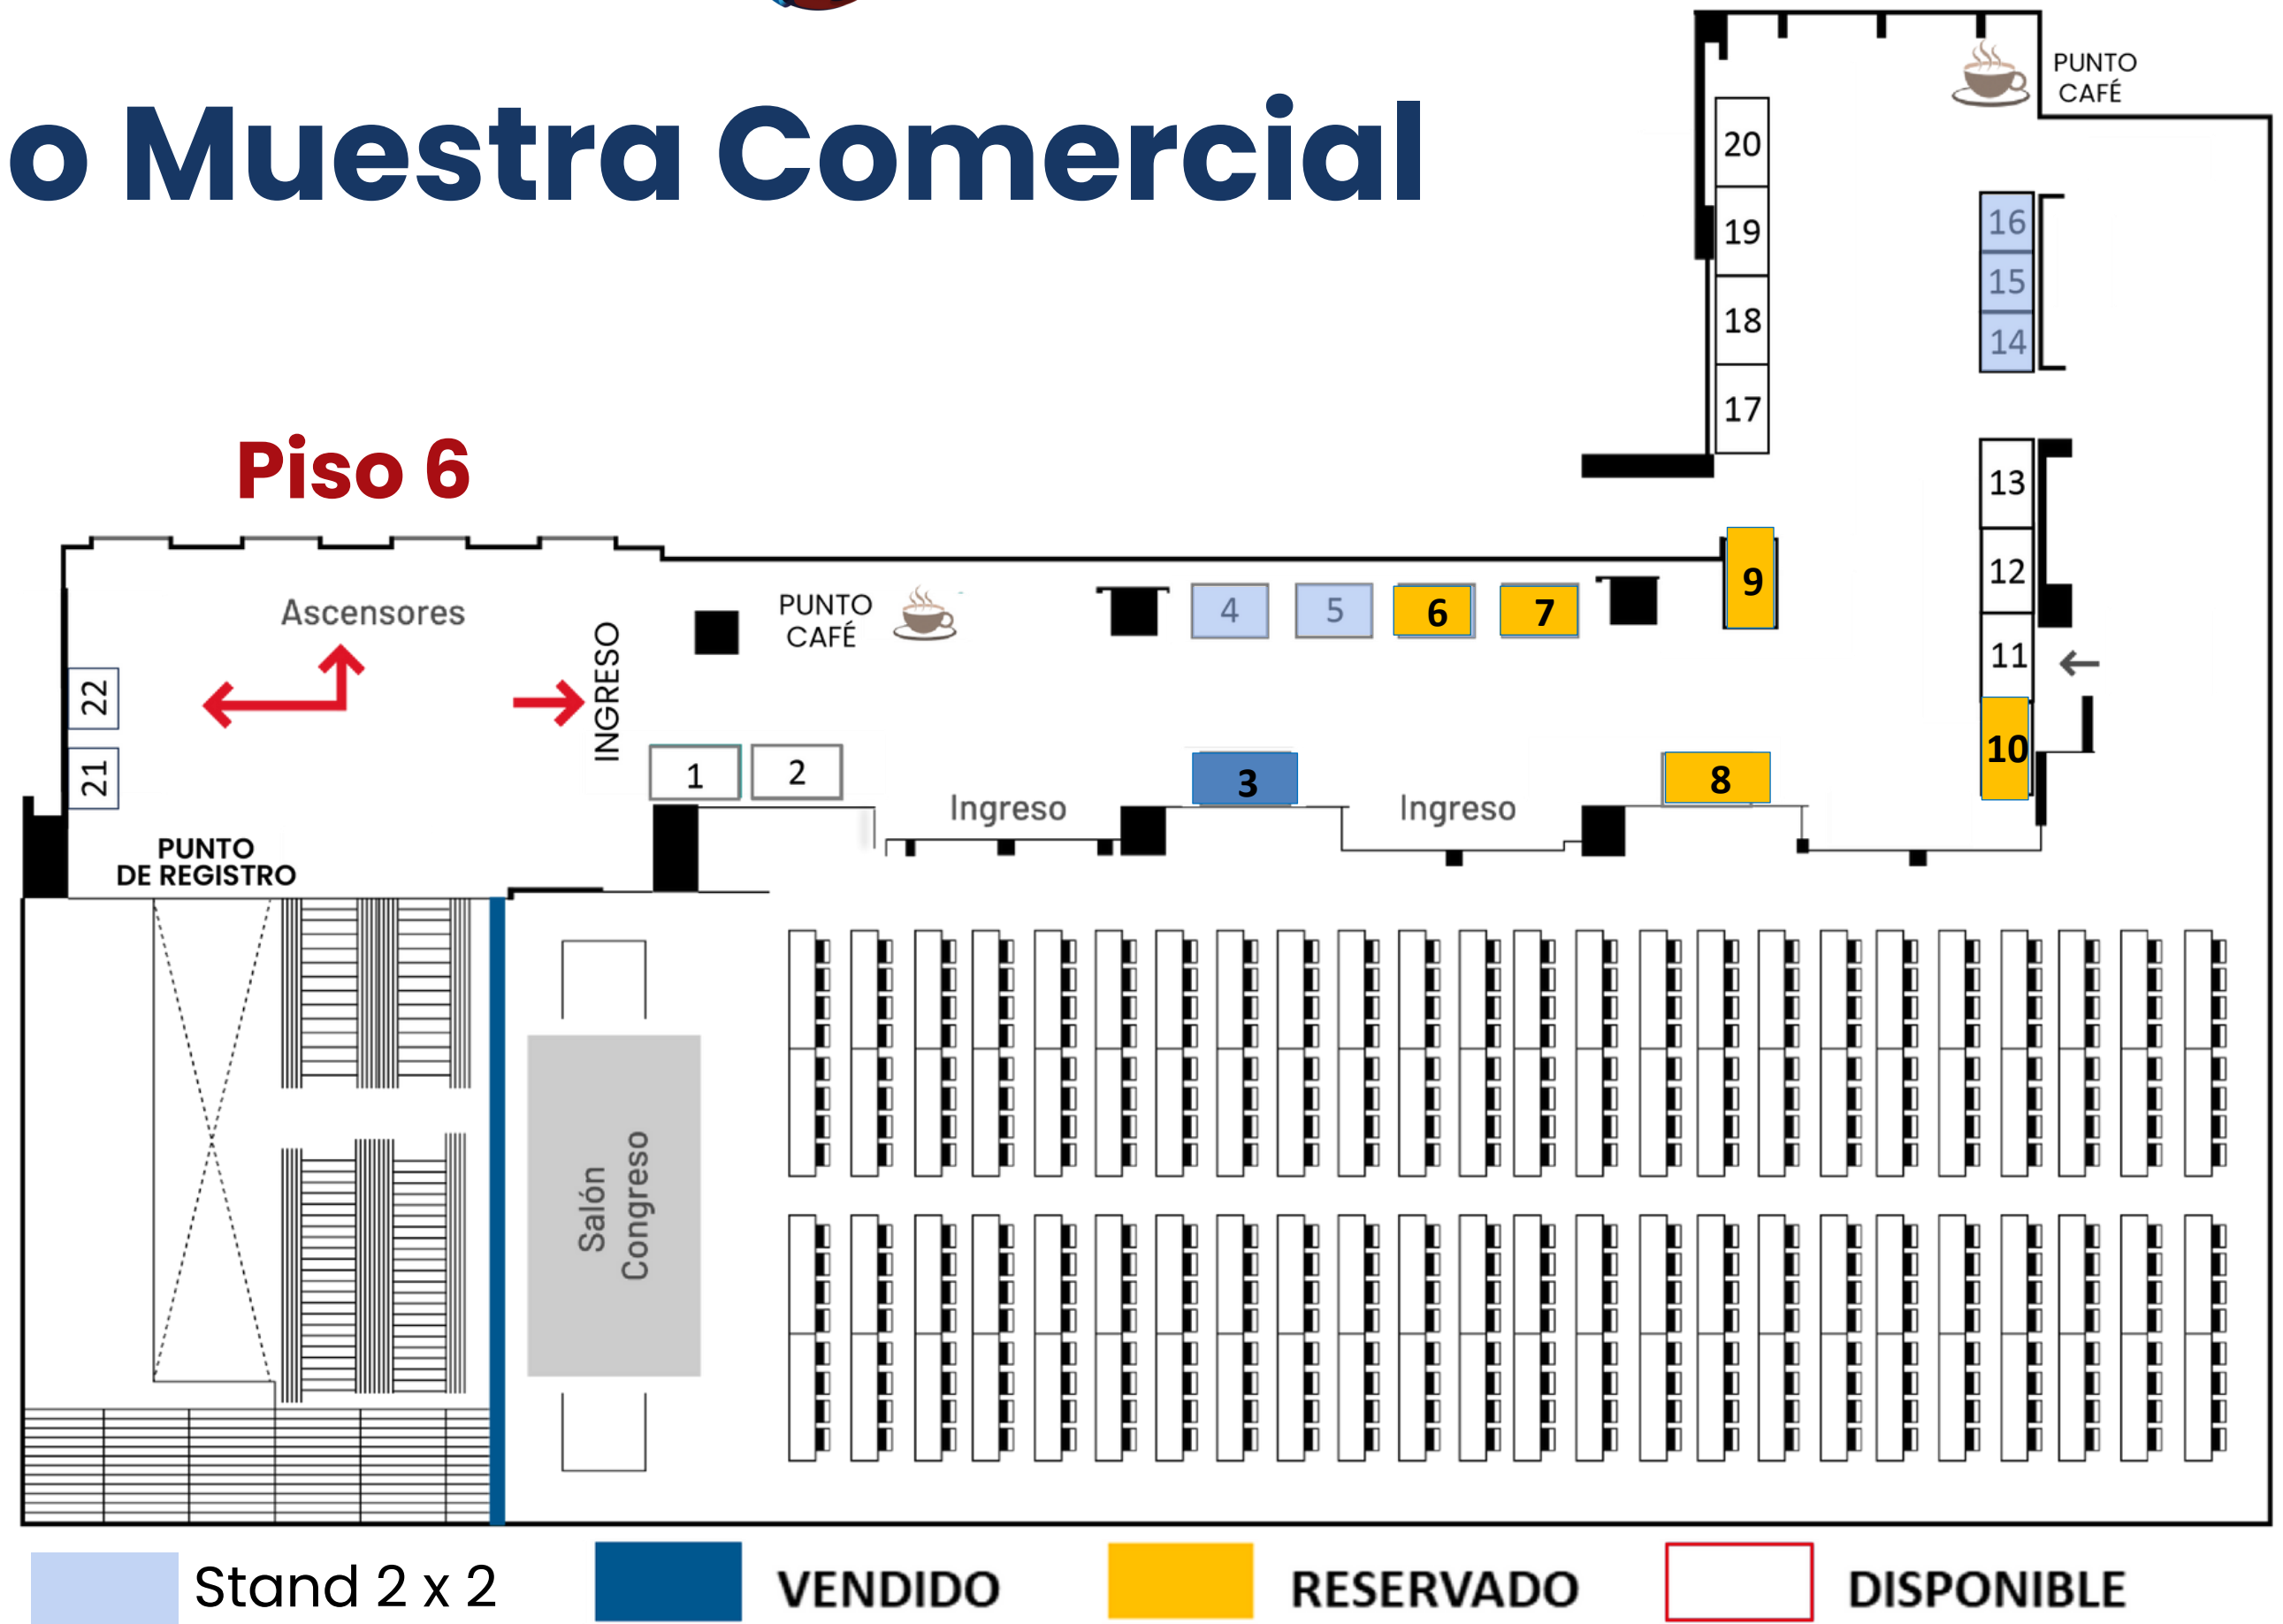 o Muestra Comercial
PUNTO
CAFÉ
20
19
18
17
16
15
14
13
12
11
10
9
Piso 6
Ascensores
INGRESO
PUNTO
CAFÉ
4
5
6
7
22
21
1
2
3
8
Ingreso
Ingreso
PUNTO
DE REGISTRO
Salón
Congreso
Stand 2 x 2
VENDIDO
RESERVADO
DISPONIBLE